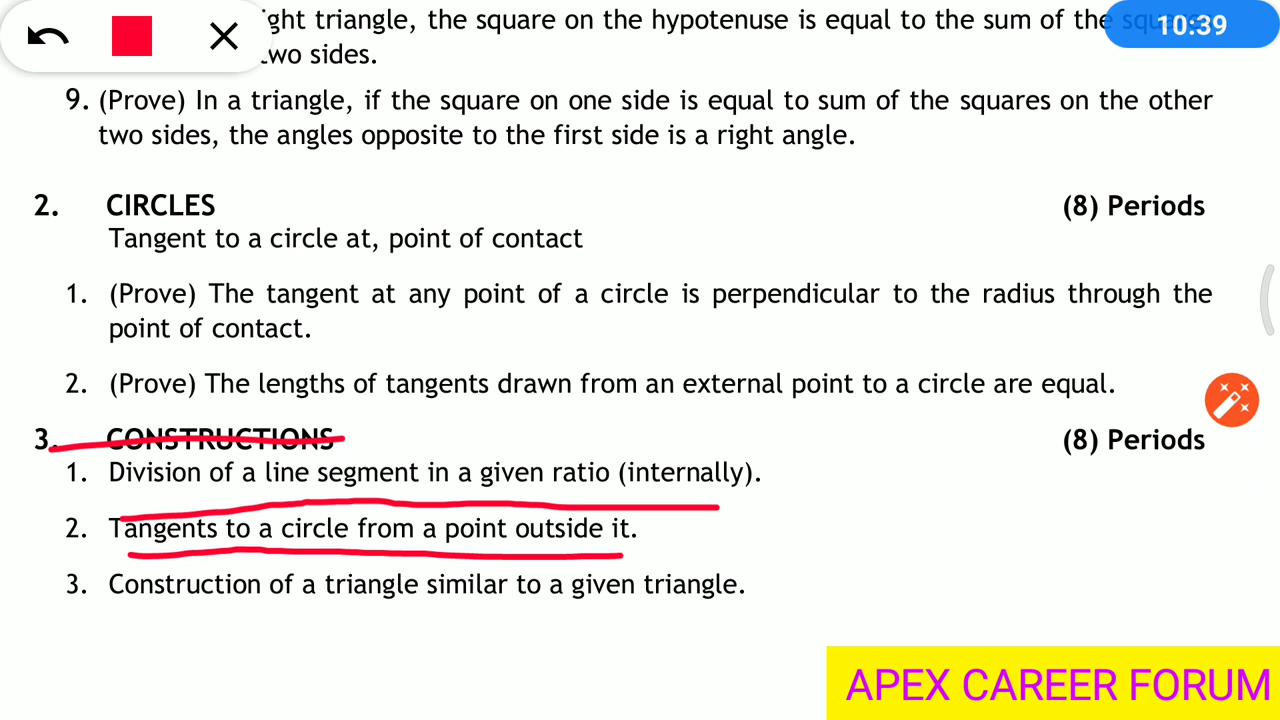 ght triangle, the square on the hypotenuse is equal to the sum of the
10:39
two sides.
9. (Prove) In a triangle, if the square on one side is equal to sum of the squares on the other
two sides, the angles opposite to the first side is a right angle.
2. CIRCLES (8) Periods
Tangent to a circle at, point of contact
1. (Prove) The tangent at any point of a circle is perpendicular to the radius through the
point of contact.
2. (Prove) The lengths of tangents drawn from an external point to a circle are equal.
3. CONSTRUCTIONS (8) Periods
1. Division of a line segment in a given ratio (internally).
2. Tangents to a circle from a point outside it.
3. Construction of a triangle similar to a given triangle.
APEX CAREER FORUM